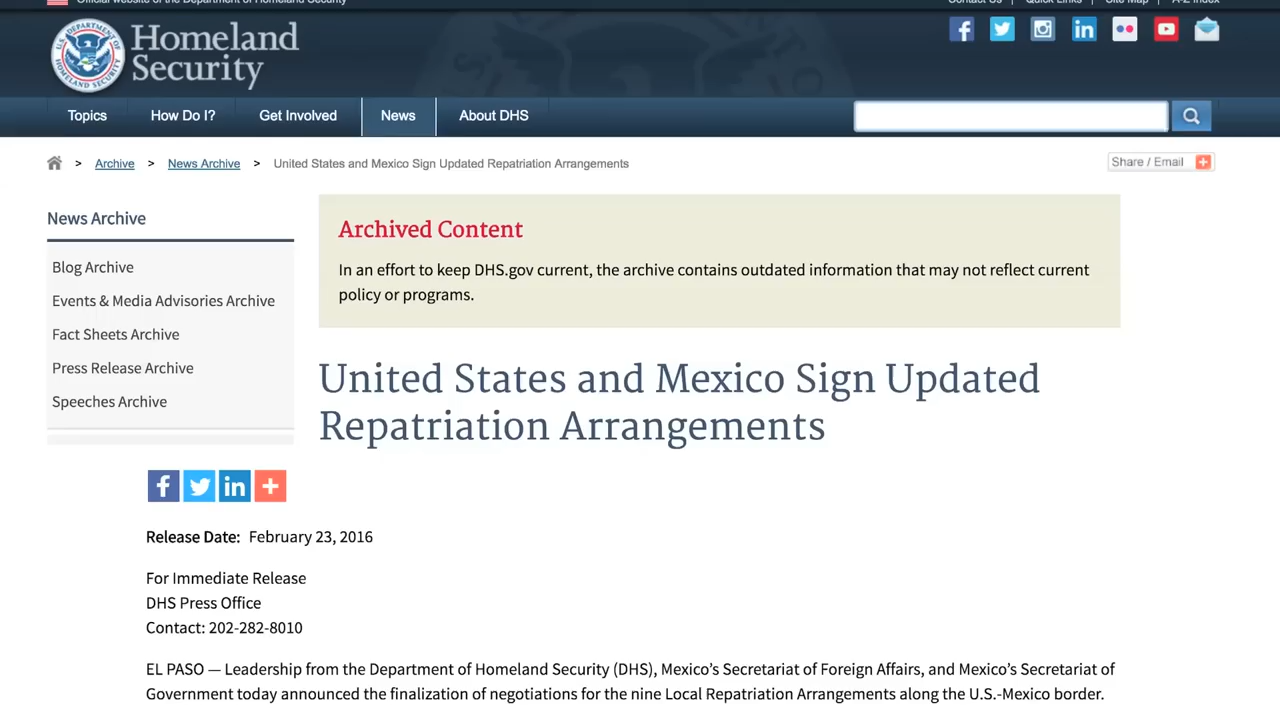 Official website of the Department of Homeland Security
Contact Us | Quick Links | Site Map | A-Z Index
Homeland
Security
Topics How Do I? Get Involved News About DHS
> Archive > News Archive > United States and Mexico Sign Updated Repatriation Arrangements
Share / Email
News Archive
Blog Archive
Events & Media Advisories Archive
Fact Sheets Archive
Press Release Archive
Speeches Archive
Archived Content
In an effort to keep DHS.gov current, the archive contains outdated information that may not reflect current
policy or programs.
United States and Mexico Sign Updated
Repatriation Arrangements
Release Date: February 23, 2016
For Immediate Release
DHS Press Office
Contact: 202-282-8010
EL PASO — Leadership from the Department of Homeland Security (DHS), Mexico’s Secretariat of Foreign Affairs, and Mexico’s Secretariat of
Government today announced the finalization of negotiations for the nine Local Repatriation Arrangements along the U.S.-Mexico border.